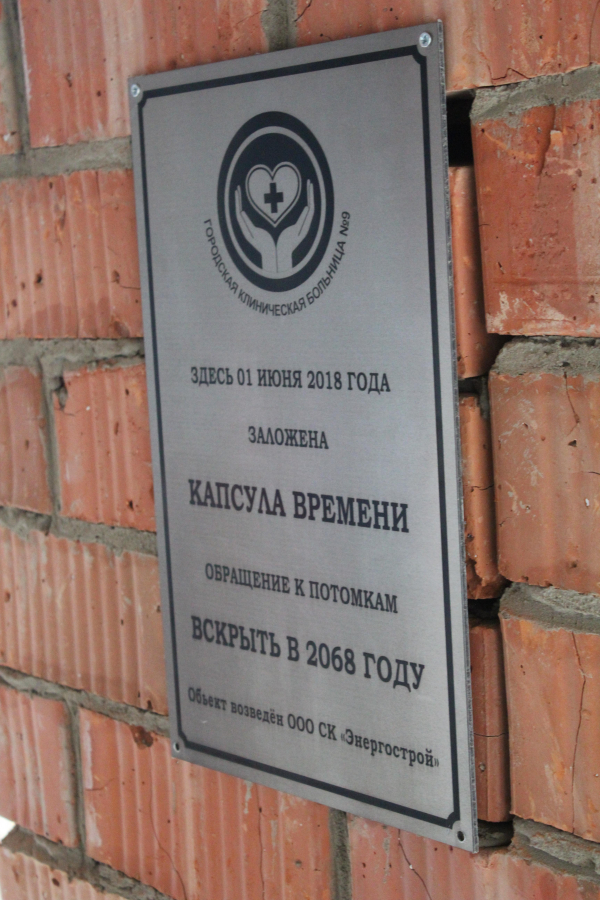 ГОРОДСКАЯ КЛИНИЧЕСКАЯ БОЛЬНИЦА №9
ЗДЕСЬ 01 ИЮНЯ 2018 ГОДА
ЗАЛОЖЕНА
КАПСУЛА ВРЕМЕНИ
ОБРАЩЕНИЕ К ПОТОМКАМ
ВСКРЫТЬ В 2068 ГОДУ
Обьект возведён ООО СК «Энергострой»